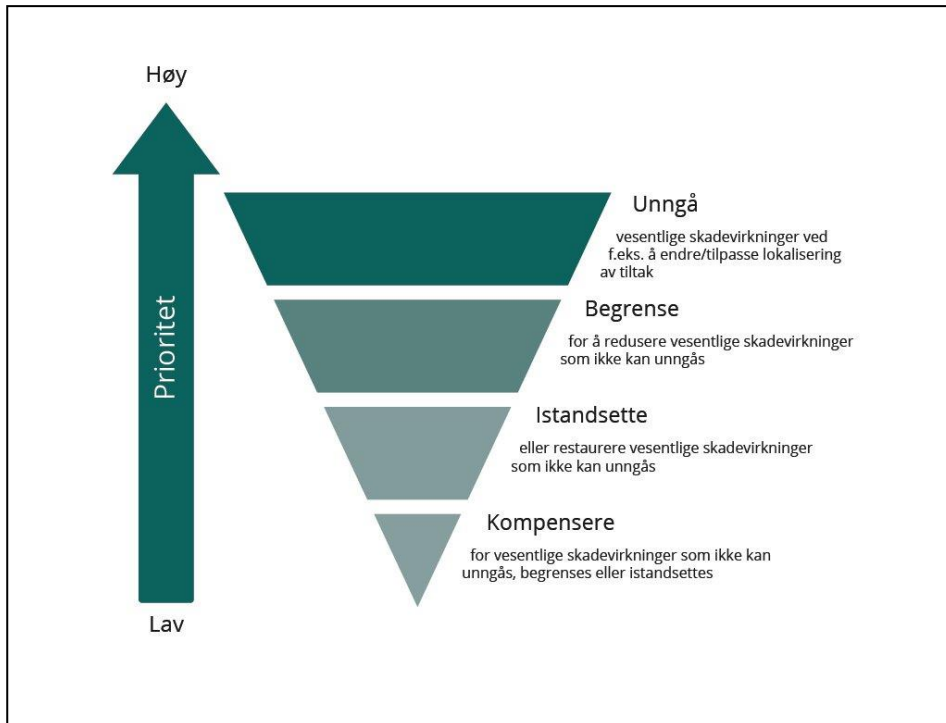 Høy
Prioritet
Lav
Unngå
vesentlige skadevirkninger ved
f.eks. å endre/tilpasse lokalisering
av tiltak
Begrense
for å redusere vesentlige skadevirkninger
som ikke kan unngås
Istandsette
eller restaurere vesentlige skadevirkninger
som ikke kan unngås
Kompensere
for vesentlige skadevirkninger som ikke kan
unngås, begrenses eller istandsettes